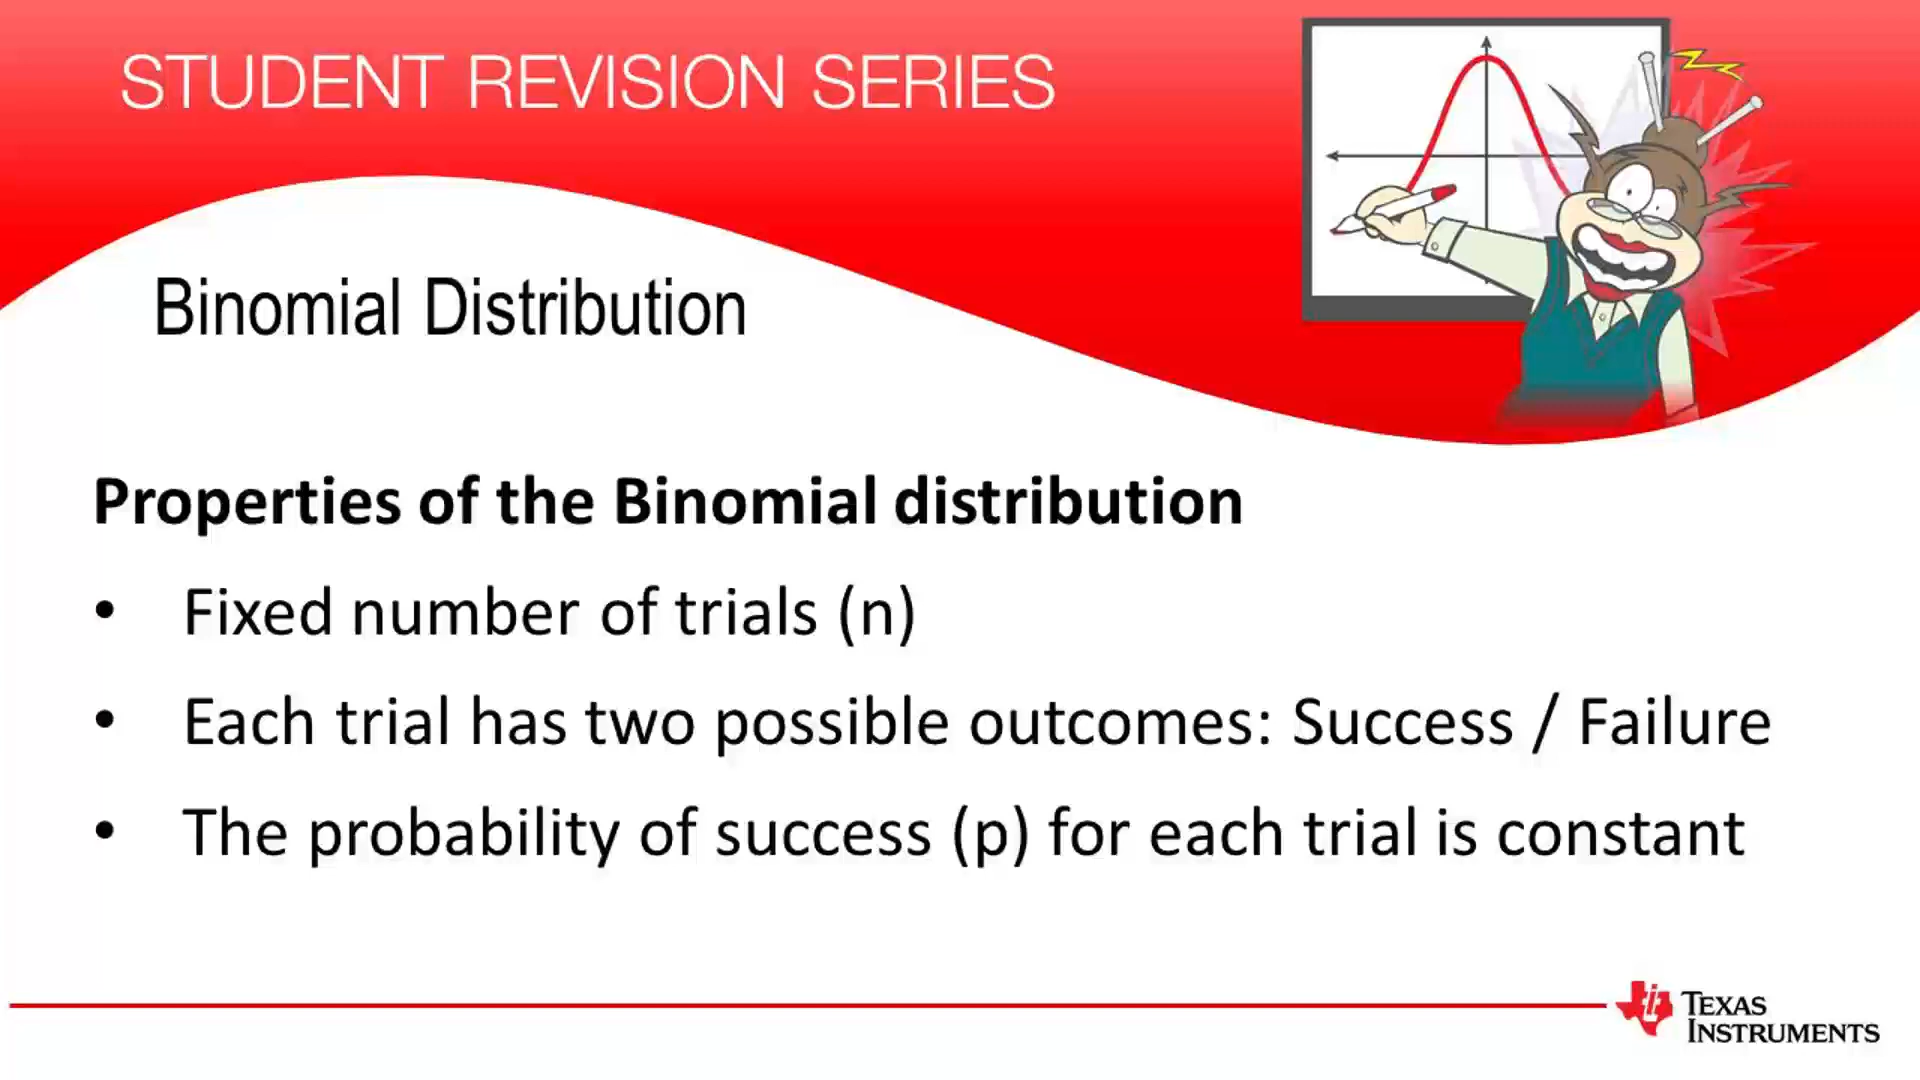 STUDENT REVISION SERIES
Binomial Distribution
Properties of the Binomial distribution
• Fixed number of trials (n)
• Each trial has two possible outcomes: Success / Failure
• The probability of success (p) for each trial is constant
TEXAS
INSTRUMENTS